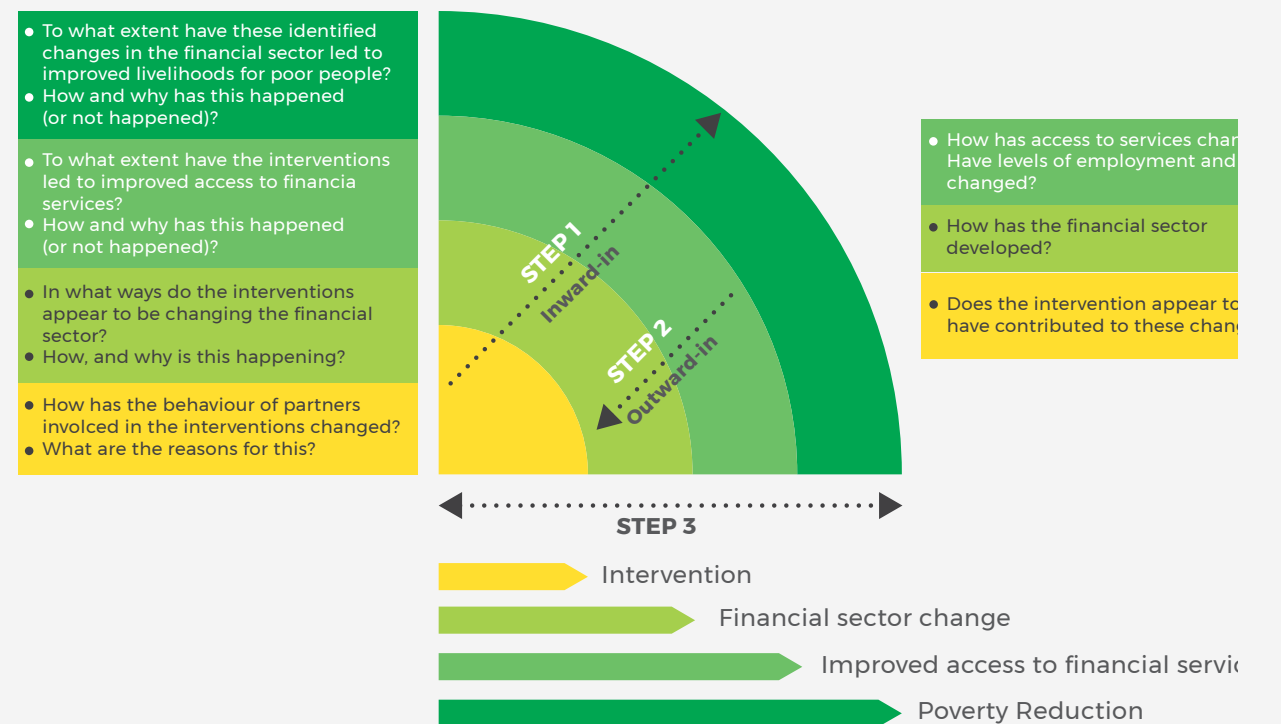 • To what extent have these identified
changes in the financial sector led to
improved livelihoods for poor people?
• How and why has this happened
(or not happened)?
• To what extent have the interventions
led to improved access to financia
services?
• How and why has this happened
(or not happened)?
• In what ways do the interventions
appear to be changing the financial
sector?
• How, and why is this happening?
• How has the behaviour of partners
involced in the interventions changed?
• What are the reasons for this?
STEP 1
Inward-in
STEP 2
Outward-in
• How has access to services
Have levels of employment and
changed?
• How has the financial sector
developed?
• Does the intervention appear to
have contributed to these
STEP 3
Intervention
Financial sector change
Improved access to financial
Poverty Reduction